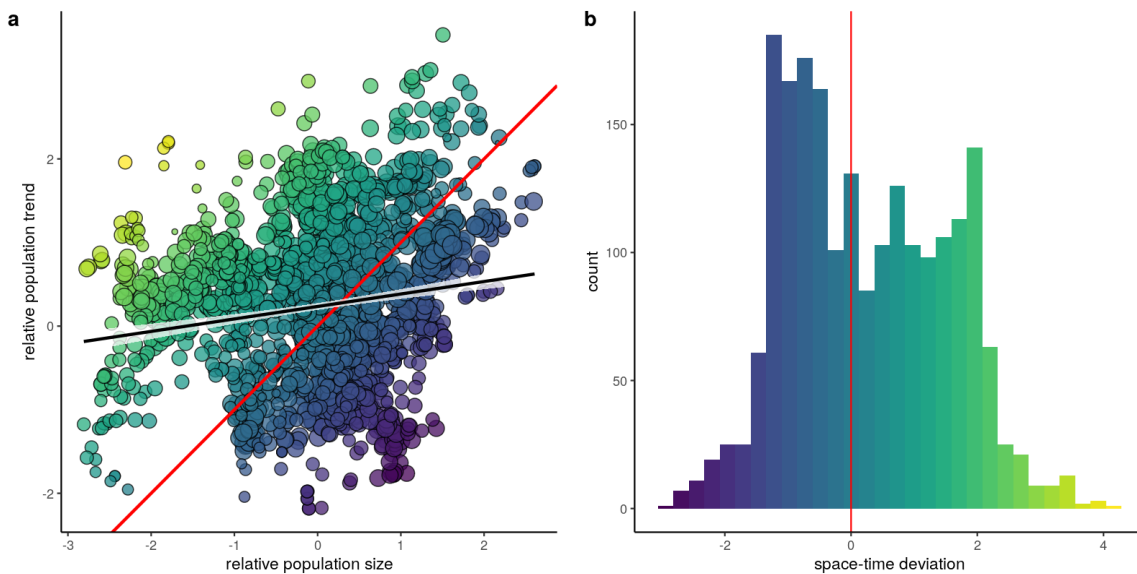 a
relative population trend
2
0
-2
-3
-2
-1
0
1
2
relative population size
b
count
150
100
50
0
-2
0
2
4
space-time deviation